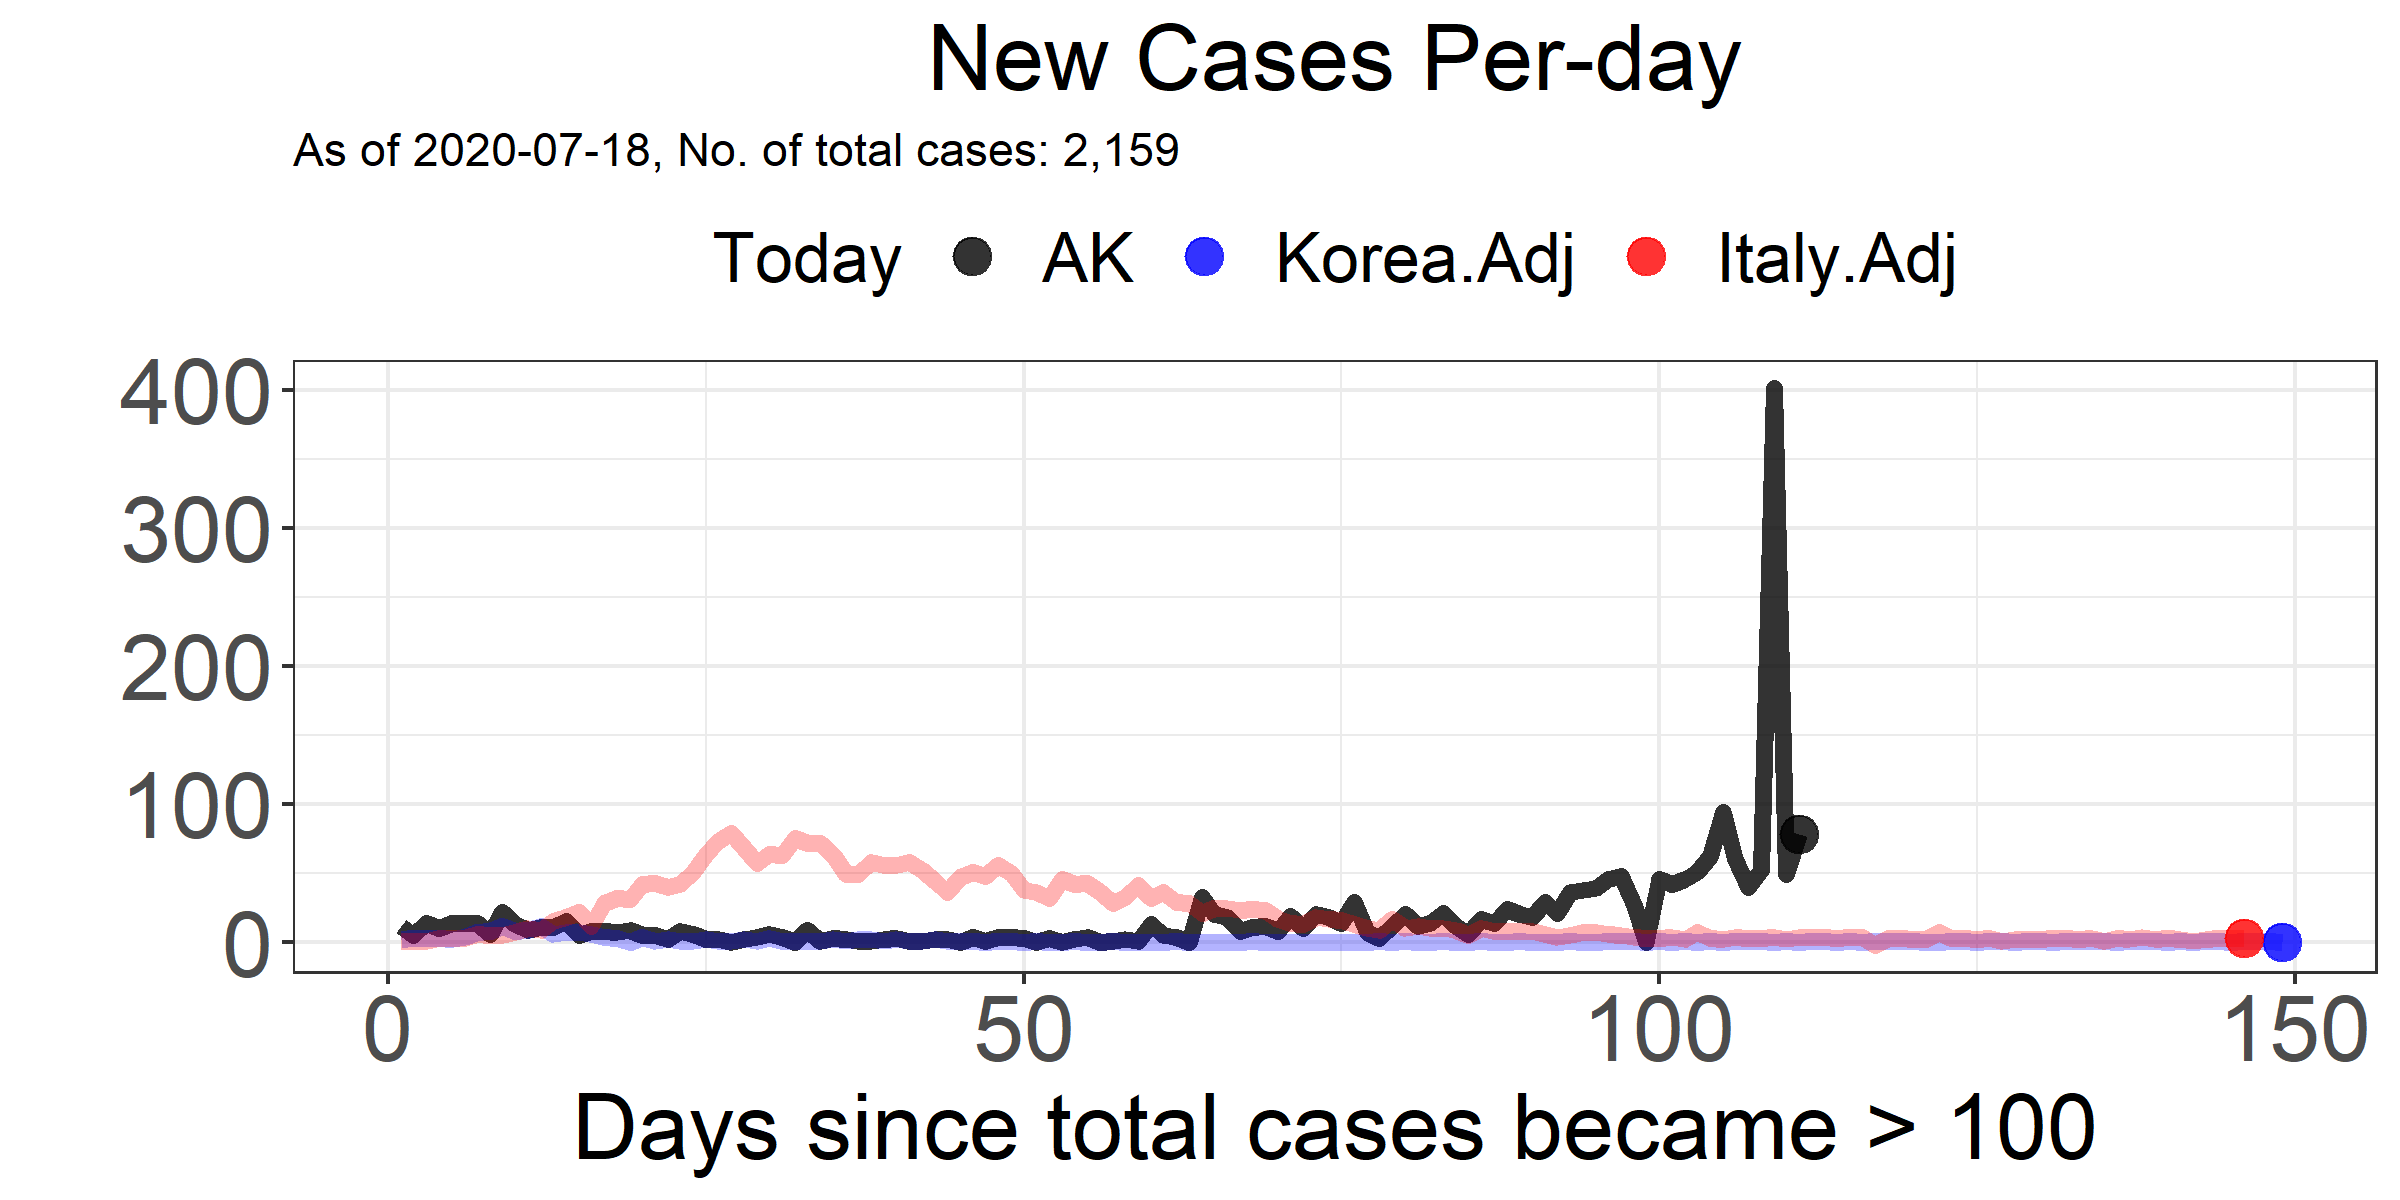 New Cases Per-day
As of 2020-07-18, No. of total cases: 2,159
Today AK Korea.Adj Italy.Adj
400
300
200
100
0
0 50 100 150
Days since total cases became > 100